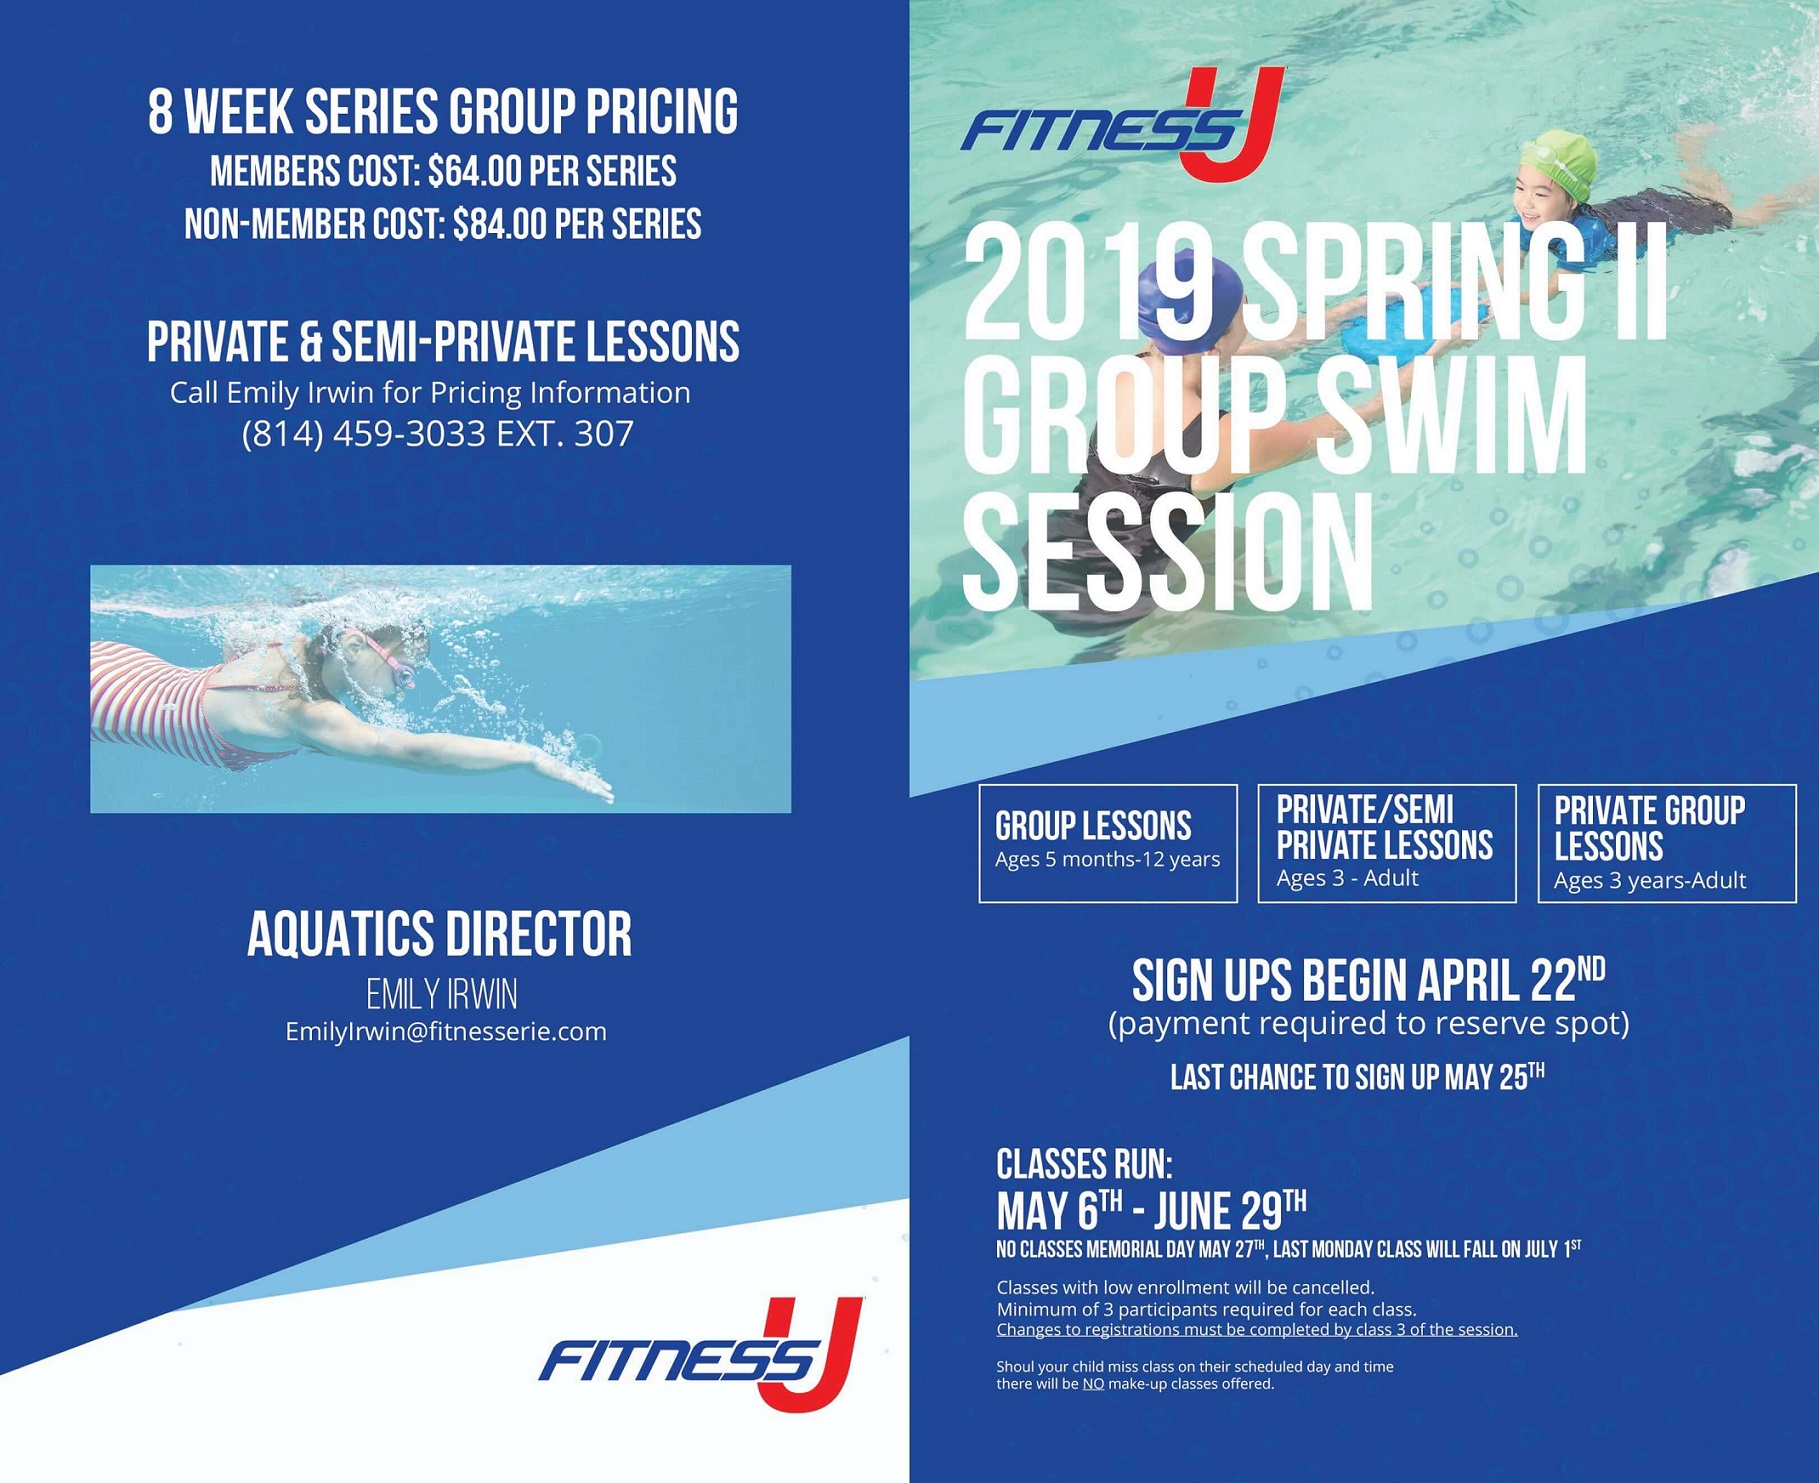 8 WEEK SERIES GROUP PRICING
MEMBERS COST: $64.00 PER SERIES
NON-MEMBER COST: $84.00 PER SERIES
PRIVATE & SEMI-PRIVATE LESSONS
Call Emily Irwin for Pricing Information
(814) 459-3033 EXT. 307
AQUATICS DIRECTOR
EMILY IRWIN
EmilyIrwin@fitnesserie.com
FITNESS U
FITNESS U
2019 SPRING II
GROUP SWIM
SESSION
GROUP LESSONS
Ages 5 months-12 years
PRIVATE/SEMI
PRIVATE LESSONS
Ages 3 - Adult
PRIVATE GROUP
LESSONS
Ages 3 years-Adult
SIGN UPS BEGIN APRIL 22ND
(payment required to reserve spot)
LAST CHANCE TO SIGN UP MAY 25TH
CLASSES RUN:
MAY 6TH - JUNE 29TH
NO CLASSES MEMORIAL DAY MAY 27TH, LAST MONDAY CLASS WILL FALL ON JULY 1ST
Classes with low enrollment will be cancelled.
Minimum of 3 participants required for each class.
Changes to registrations must be completed by class 3 of the session.
Shoul your child miss class on their scheduled day and time
there will be NO make-up classes offered.